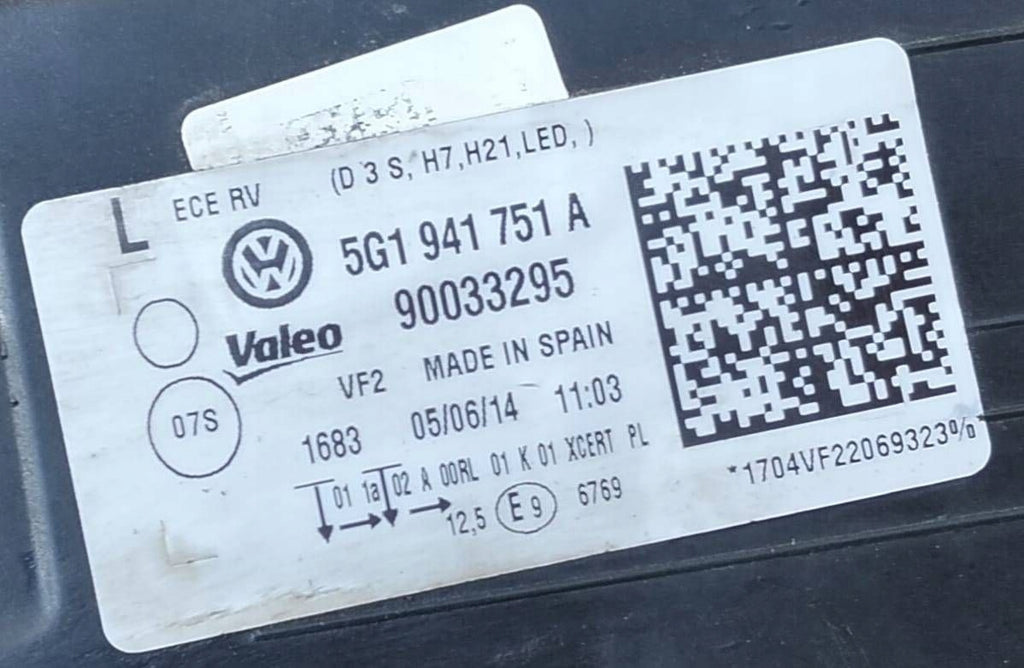 L ECE RV (D 3 S, H7,H21,LED, )
5G1 941 751 A
90033295
Valeo
VF2 MADE IN SPAIN
07S
1683 05/06/14 11:03
01 1a 02 A 00RL 01 K 01 XCERT PL
12,5 E9 6769
*1704VF22069323%